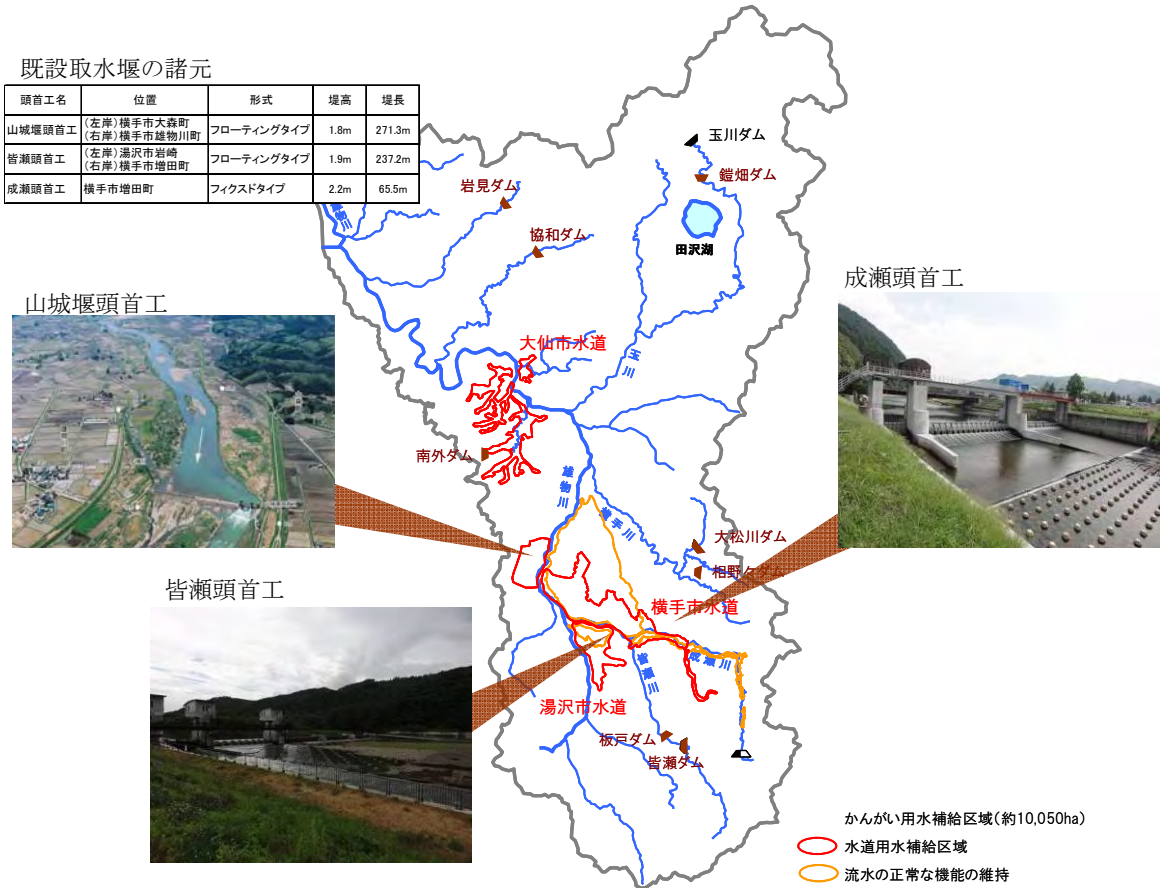 既設取水堰の諸元
頭首工名 位置 形式 堤高 堤長
山城堰頭首工 (左岸)横手市大森町 (右岸)横手市雄物川町 フローティングタイプ 1.8m 271.3m
皆瀬頭首工 (左岸)湯沢市岩崎 (右岸)横手市増田町 フローティングタイプ 1.9m 237.2m
成瀬頭首工 横手市増田町 フィクスドタイプ 2.2m 65.5m
玉川ダム
鎧畑ダム
岩見ダム
田沢湖
協和ダム
雄物川
成瀬頭首工
山城堰頭首工
大仙市水道
玉川
南外ダム
雄物川
横手川
大松川ダム
相野々ダム
皆瀬頭首工
横手市水道
成瀬川
皆瀬川
湯沢市水道
板戸ダム
皆瀬ダム
かんがい用水補給区域(約10,050ha)
水道用水補給区域
流水の正常な機能の維持